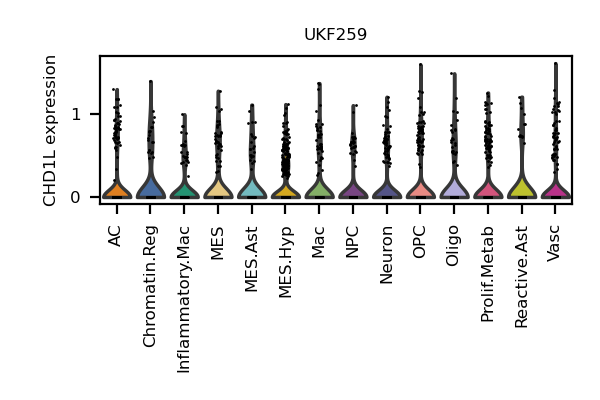 UKF259
CHD1L expression
1
0
AC
Chromatin.Reg
Inflammatory.Mac
MES
MES.Ast
MES.Hyp
Mac
NPC
Neuron
OPC
Oligo
Prolif.Metab
Reactive.Ast
Vasc